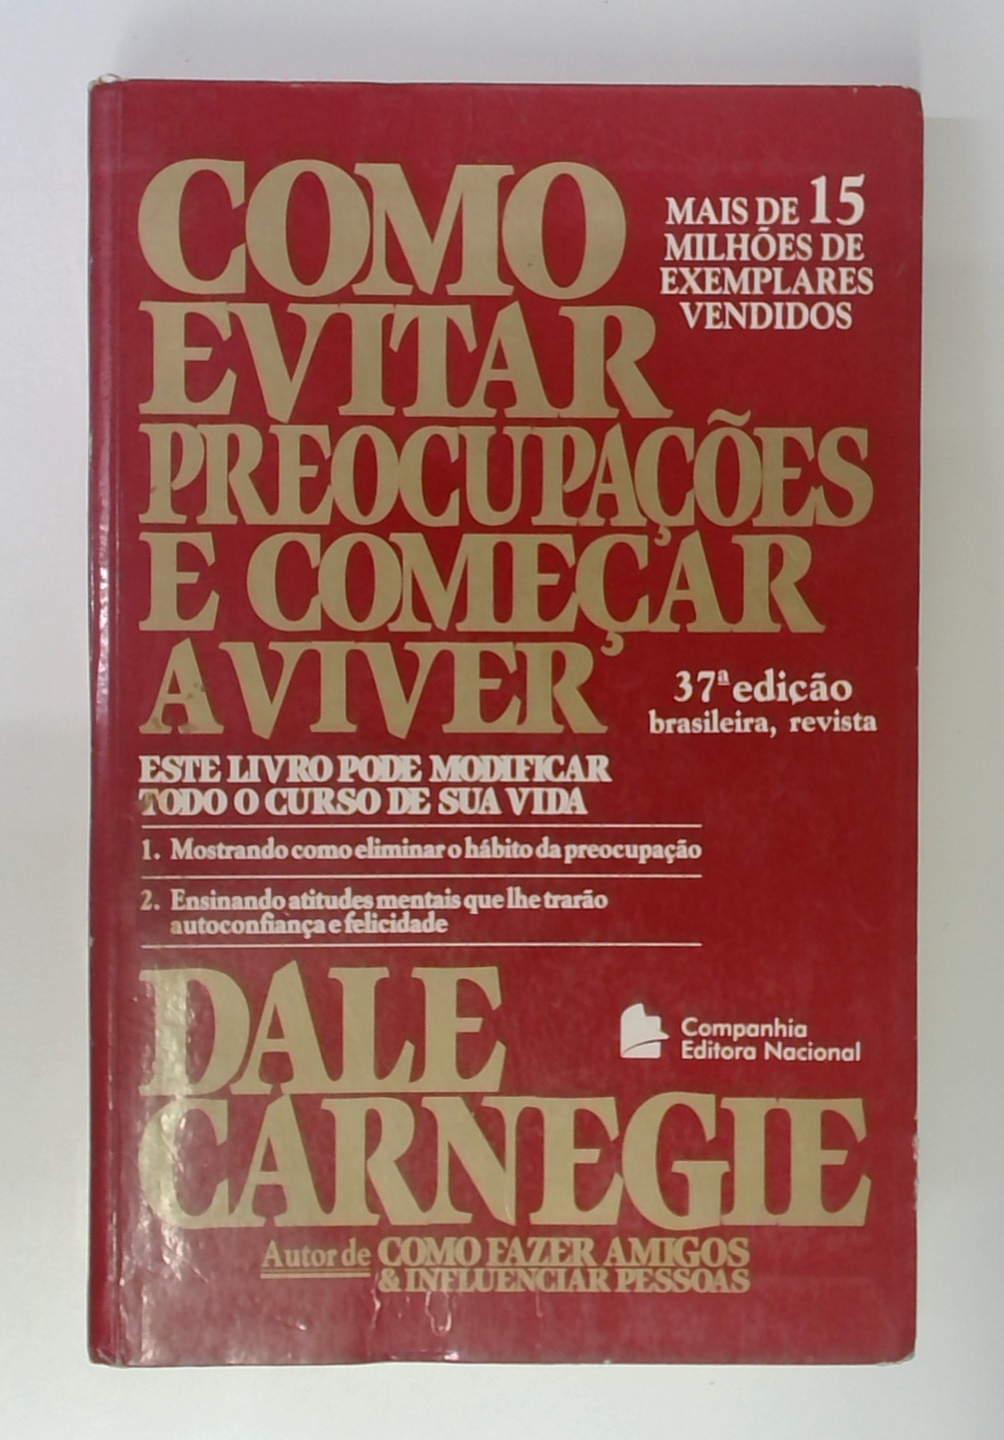 COMO
EVITAR
PREOCUPAÇÕES
E COMEÇAR
A VIVER
MAIS DE 15
MILHÕES DE
EXEMPLARES
VENDIDOS
37ª edição
brasileira, revista
ESTE LIVRO PODE MODIFICAR
TODO O CURSO DE SUA VIDA
1. Mostrando como eliminar o hábito da preocupação
2. Ensinando atitudes mentais que lhe trarão
autoconfiança e felicidade
DALE
CARNEGIE
Companhia
Editora Nacional
Autor de COMO FAZER AMIGOS
& INFLUENCIAR PESSOAS